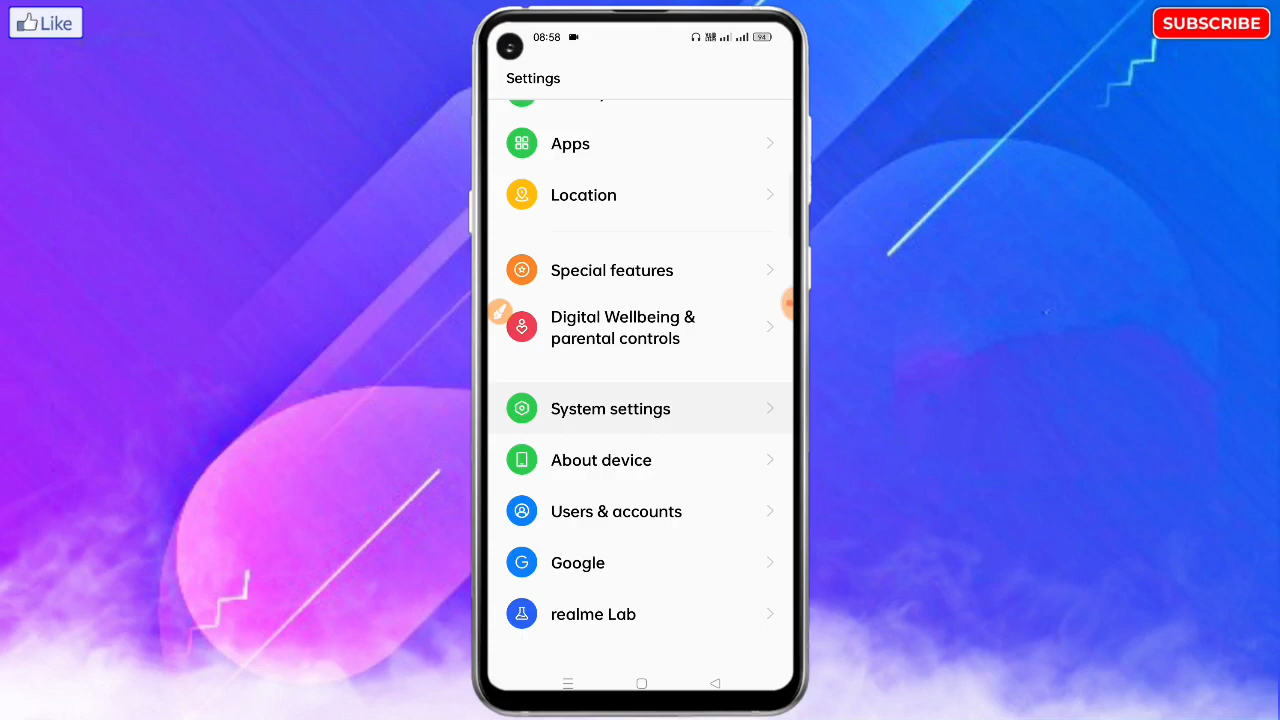 Like
SUBSCRIBE
08:58
94
Settings
Apps
Location
Special features
Digital Wellbeing &
parental controls
System settings
About device
Users & accounts
Google
realme Lab